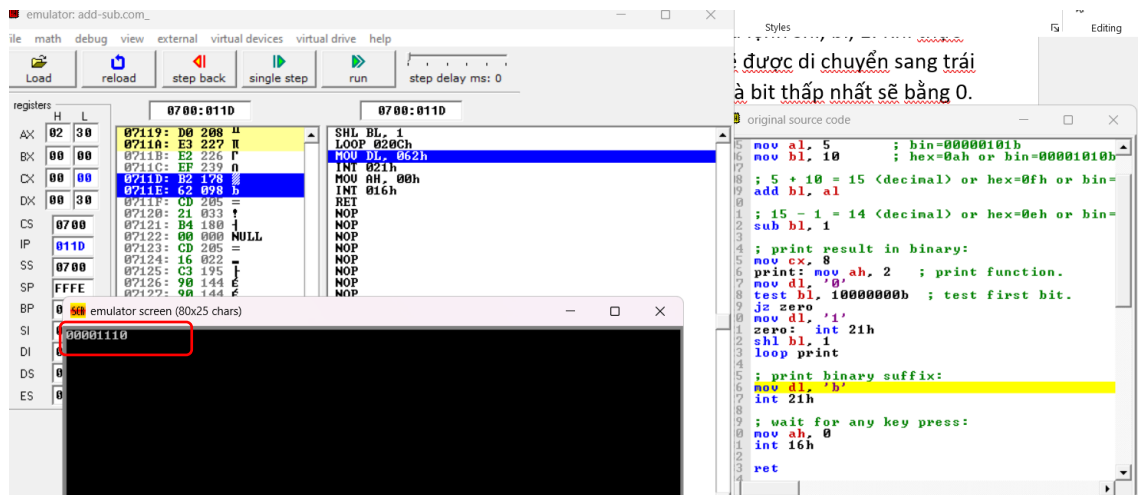 emulator: add-sub.com_
file math debug view external virtual devices virtual drive help
Load reload step back single step run step delay ms: 0
registers
H L
0700:011D 0700:011D
AX 02 30
BX 00 00
CX 00 00
DX 00 30
CS 0700
IP 011D
SS 0700
SP FFFE
BP 0
SI 0
DI 0
DS 0
ES 0
07119: D0 208 ╨
0711A: E3 227 π
0711B: E2 226 Γ
0711C: EF 239 ∩
0711D: B2 178 ▓
0711E: 62 098 b
0711F: CD 205 =
07120: 21 033 !
07121: B4 180 ┤
07122: 00 000 NULL
07123: CD 205 =
07124: 16 022 ▬
07125: C3 195 ├
07126: 90 144 É
07127: 90 144 É
SHL BL, 1
LOOP 020Ch
MOV DL, 062h
INT 021h
MOV AH, 00h
INT 016h
RET
NOP
NOP
NOP
NOP
NOP
NOP
emulator screen (80x25 chars)
00001110
Styles Editing
được di chuyển sang trái
bit thấp nhất sẽ bằng 0.
original source code
mov al, 5 ; bin=00000101b
mov bl, 10 ; hex=0ah or bin=00001010b
; 5 + 10 = 15 (decimal) or hex=0fh or bin=
add bl, al
; 15 - 1 = 14 (decimal) or hex=0eh or bin=
sub bl, 1
; print result in binary:
mov cx, 8
print: mov ah, 2 ; print function.
mov dl, '0'
test bl, 10000000b ; test first bit.
jz zero
mov dl, '1'
zero: int 21h
shl bl, 1
loop print
; print binary suffix:
mov dl, 'b'
int 21h
; wait for any key press:
mov ah, 0
int 16h
ret